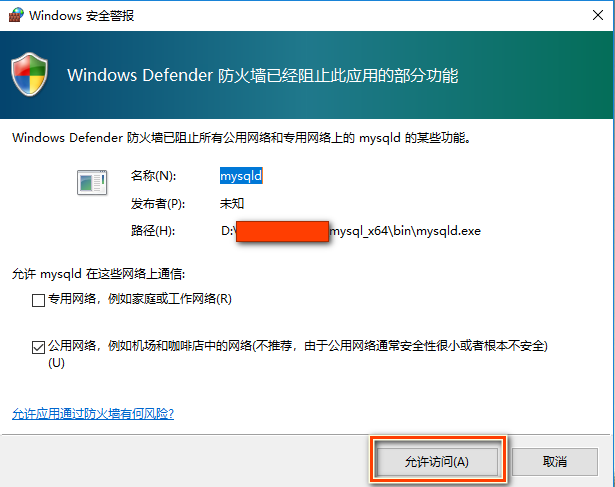 Windows 安全警报
Windows Defender 防火墙已经阻止此应用的部分功能
Windows Defender 防火墙已阻止所有公用网络和专用网络上的 mysqld 的某些功能。
名称(N): mysqld
发布者(P): 未知
路径(H): D:\ mysql_x64\bin\mysqld.exe
允许 mysqld 在这些网络上通信:
专用网络，例如家庭或工作网络(R)
公用网络，例如机场和咖啡店中的网络(不推荐，由于公用网络通常安全性很小或者根本不安全)
(U)
允许应用通过防火墙有何风险?
允许访问(A) 取消